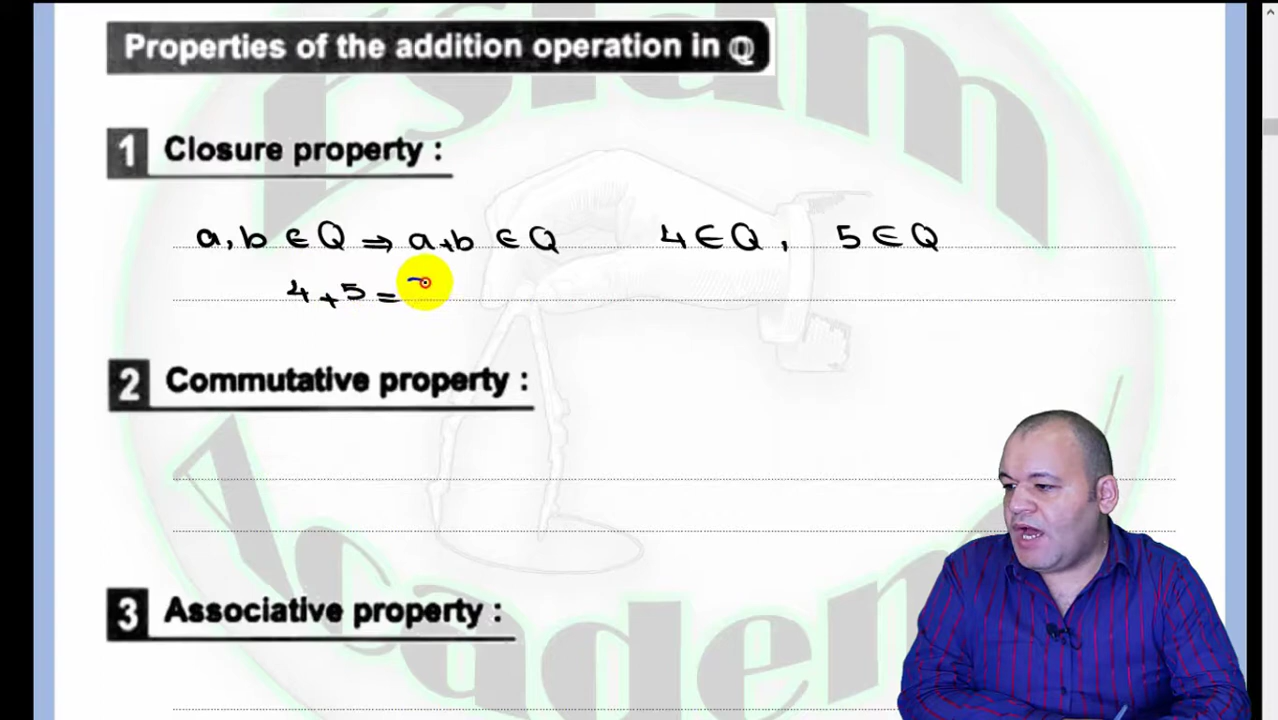 Properties of the addition operation in ℚ
1 Closure property :
a, b ∈ Q ⇒ a+b ∈ Q 4 ∈ Q , 5 ∈ Q
4+5=
2 Commutative property :
3 Associative property :